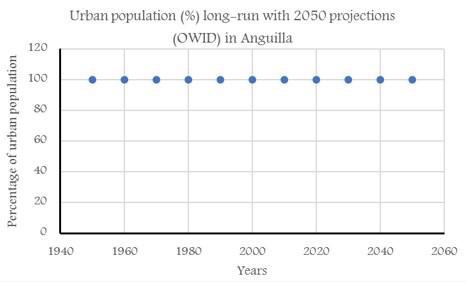 Urban population (%) long-run with 2050 projections
(OWID) in Anguilla
Percentage of urban population
120
100
80
60
40
20
0
1940 1960 1980 2000 2020 2040 2060
Years